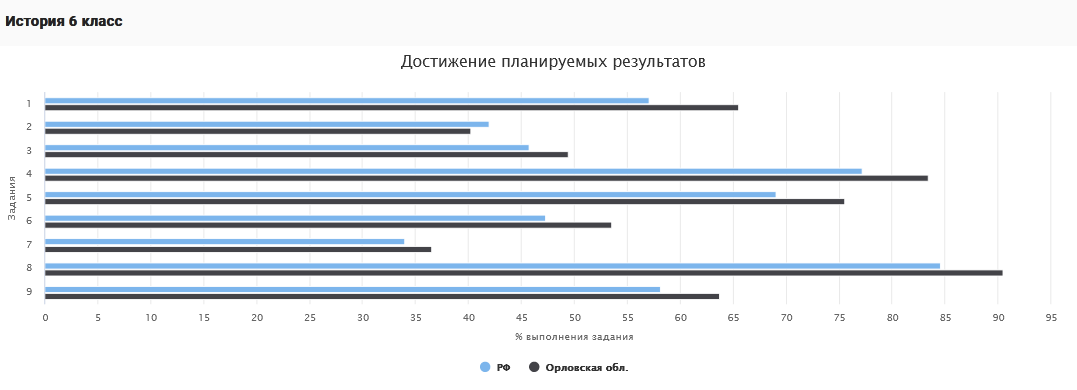 История 6 класс
Достижение планируемых результатов
1
2
3
4
5
6
7
8
9
Задания
0 5 10 15 20 25 30 35 40 45 50 55 60 65 70 75 80 85 90 95
% выполнения задания
РФ Орловская обл.